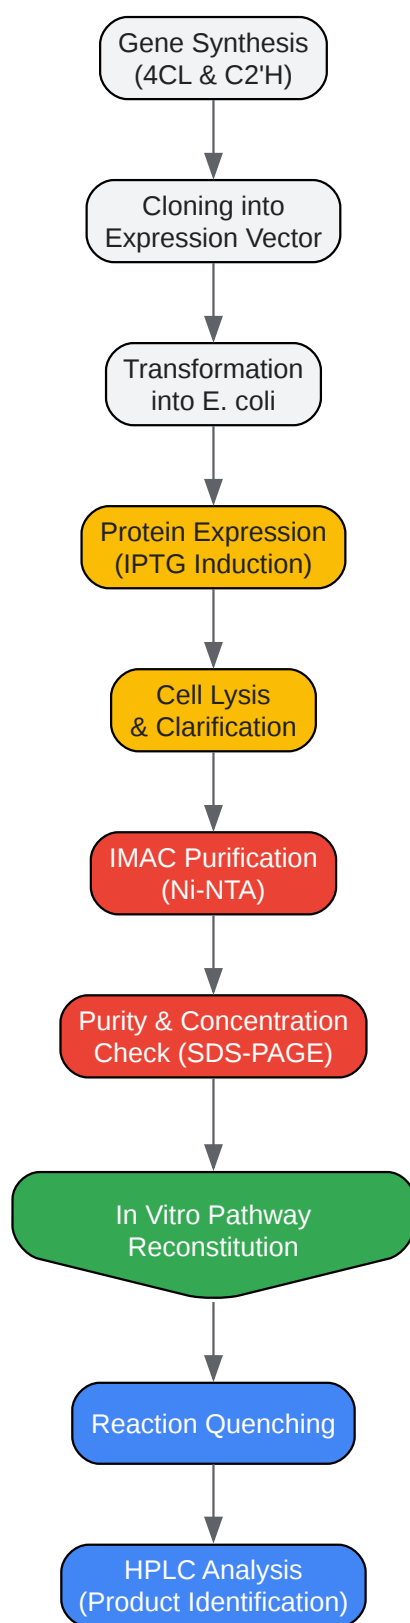 Gene Synthesis
(4CL & C2'H)
Cloning into
Expression Vector
Transformation
into E. coli
Protein Expression
(IPTG Induction)
Cell Lysis
& Clarification
IMAC Purification
(Ni-NTA)
Purity & Concentration
Check (SDS-PAGE)
In Vitro Pathway
Reconstitution
Reaction Quenching
HPLC Analysis
(Product Identification)